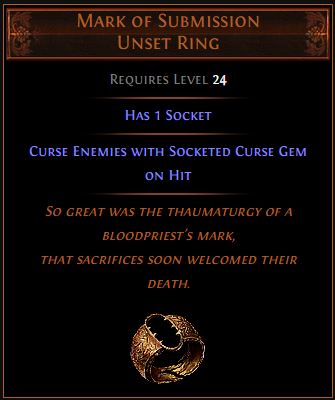 Mark of Submission
Unset Ring
Requires Level 24
Has 1 Socket
Curse Enemies with Socketed Curse Gem
on Hit
So great was the thaumaturgy of a
bloodpriest's mark,
that sacrifices soon welcomed their
death.